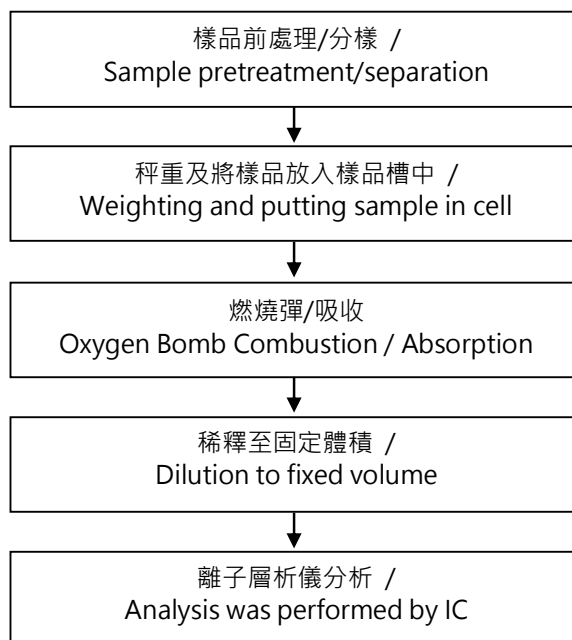 樣品前處理/分樣 /
Sample pretreatment/separation
秤重及將樣品放入樣品槽中 /
Weighting and putting sample in cell
燃燒彈/吸收
Oxygen Bomb Combustion / Absorption
稀釋至固定體積 /
Dilution to fixed volume
離子層析儀分析 /
Analysis was performed by IC